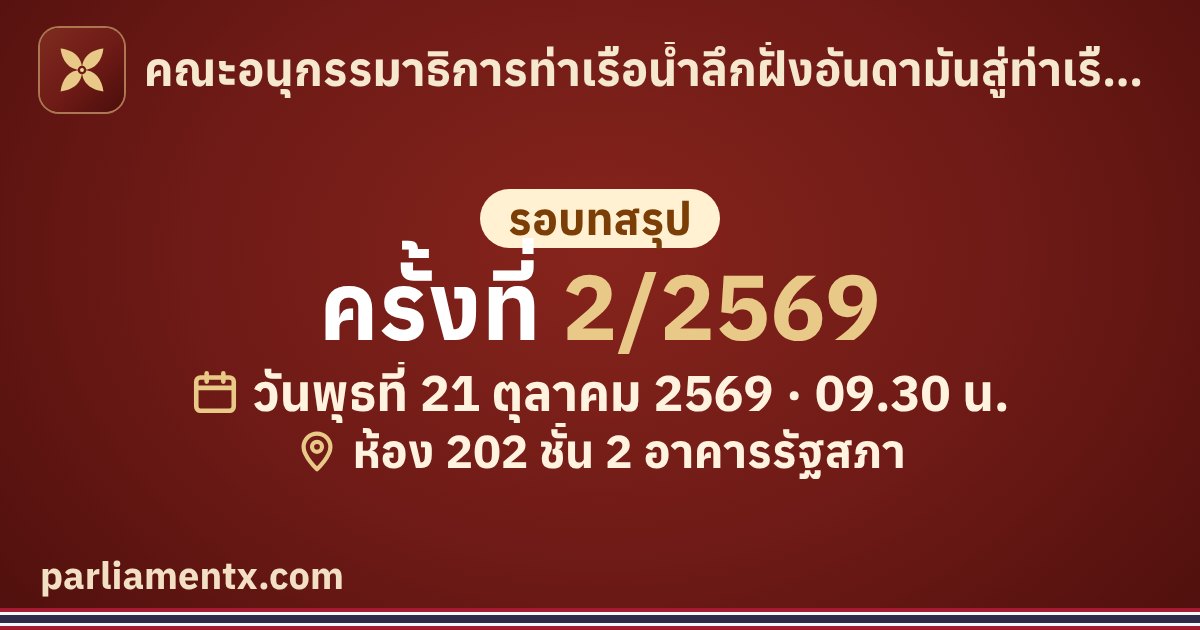 คณะอนุกรรมาธิการท่าเรือน้ำลึกฝั่งอันดามันสู่ท่าเรื...
รอบทสรุป
ครั้งที่ 2/2569
วันพุธที่ 21 ตุลาคม 2569 · 09.30 น.
ห้อง 202 ชั้น 2 อาคารรัฐสภา
parliamentx.com